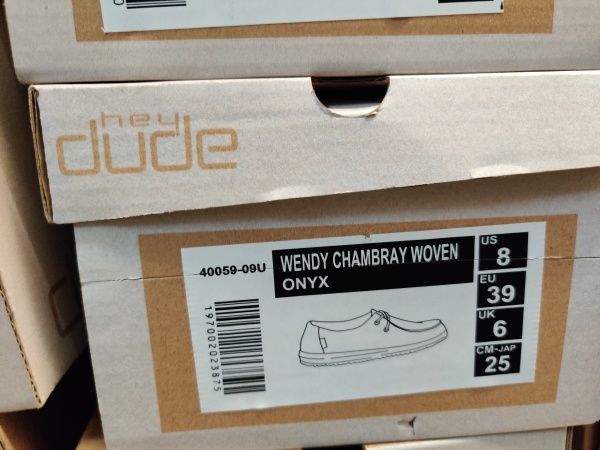 hey
dude
40059-09U
WENDY CHAMBRAY WOVEN
ONYX
US
8
EU
39
UK
6
CM-JAP
25
197002023875